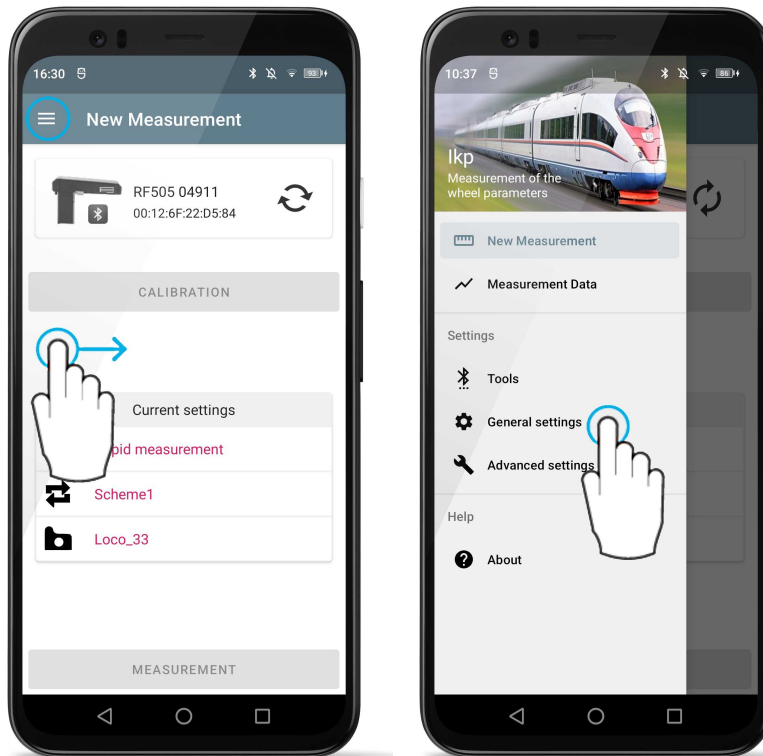 16:30
93
New Measurement
RF505 04911
00:12:6F:22:D5:84
CALIBRATION
Current settings
pid measurement
Scheme1
Loco_33
MEASUREMENT
10:37
86
Ikp
Measurement of the
wheel parameters
New Measurement
Measurement Data
Settings
Tools
General settings
Advanced settings
Help
About